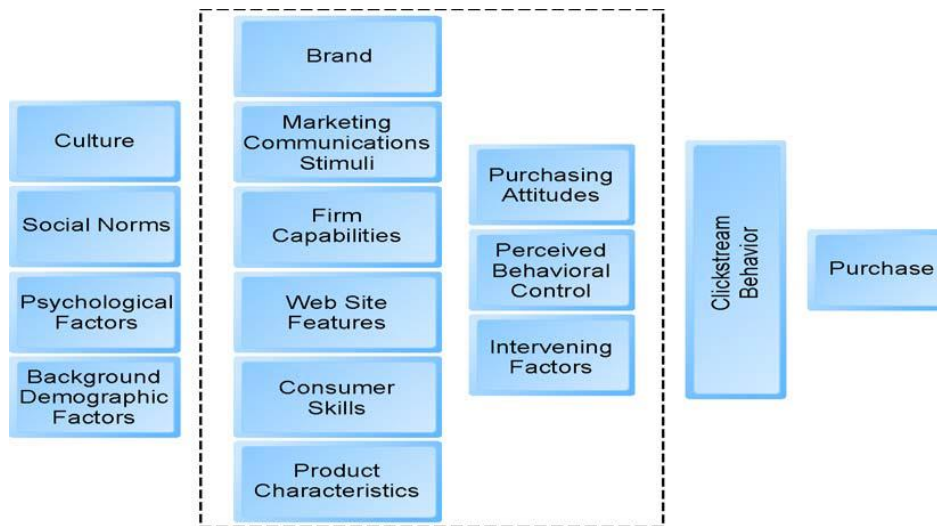 Culture
Social Norms
Psychological
Factors
Background
Demographic
Factors
Brand
Marketing
Communications
Stimuli
Firm
Capabilities
Web Site
Features
Consumer
Skills
Product
Characteristics
Purchasing
Attitudes
Perceived
Behavioral
Control
Intervening
Factors
Clickstream
Behavior
Purchase